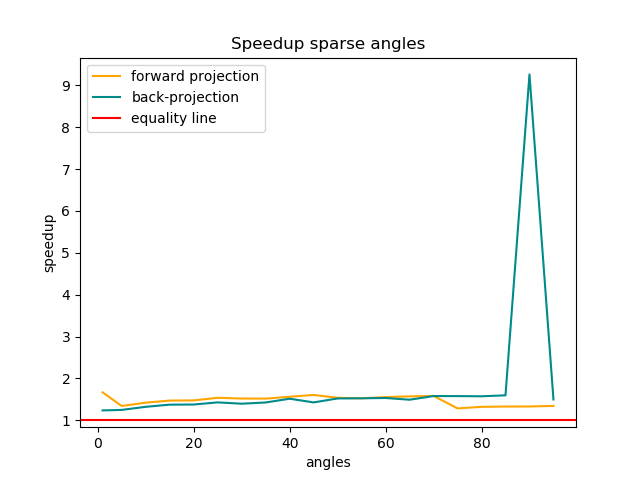 Speedup sparse angles
forward projection
back-projection
equality line
9
8
7
6
5
4
3
2
1
speedup
0 20 40 60 80
angles